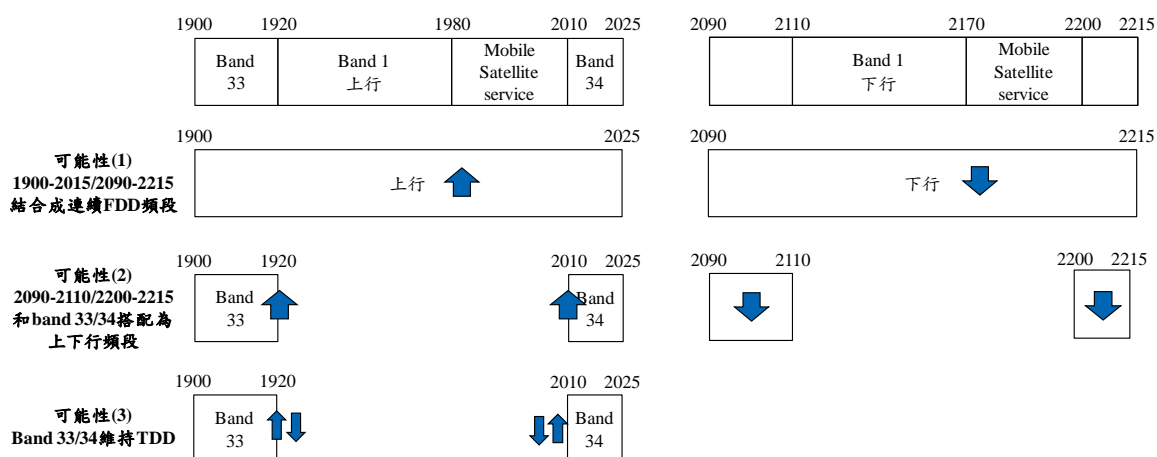 1900 1920 1980 2010 2025 2090 2110 2170 2200 2215
Band
33
Band 1
上行
Mobile
Satellite
service
Band
34
Band 1
下行
Mobile
Satellite
service
可能性(1)
1900-2015/2090-2215
結合成連續FDD頻段
1900 2025 2090 2215
上行
下行
可能性(2)
2090-2110/2200-2215
和band 33/34搭配為
上下行頻段
1900 1920 2010 2025 2090 2110 2200 2215
Band
33
Band
34
可能性(3)
Band 33/34維持TDD
1900 1920 2010 2025
Band
33
Band
34